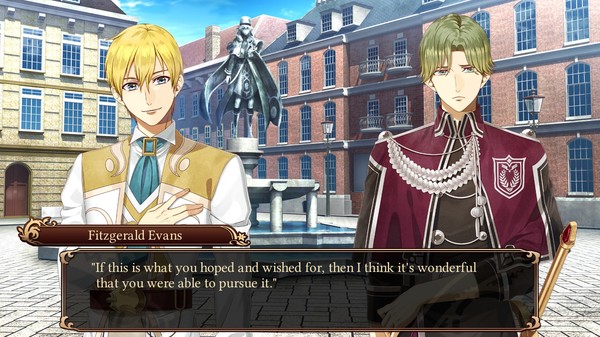 Fitzgerald Evans
"If this is what you hoped and wished for, then I think it's wonderful
that you were able to pursue it."